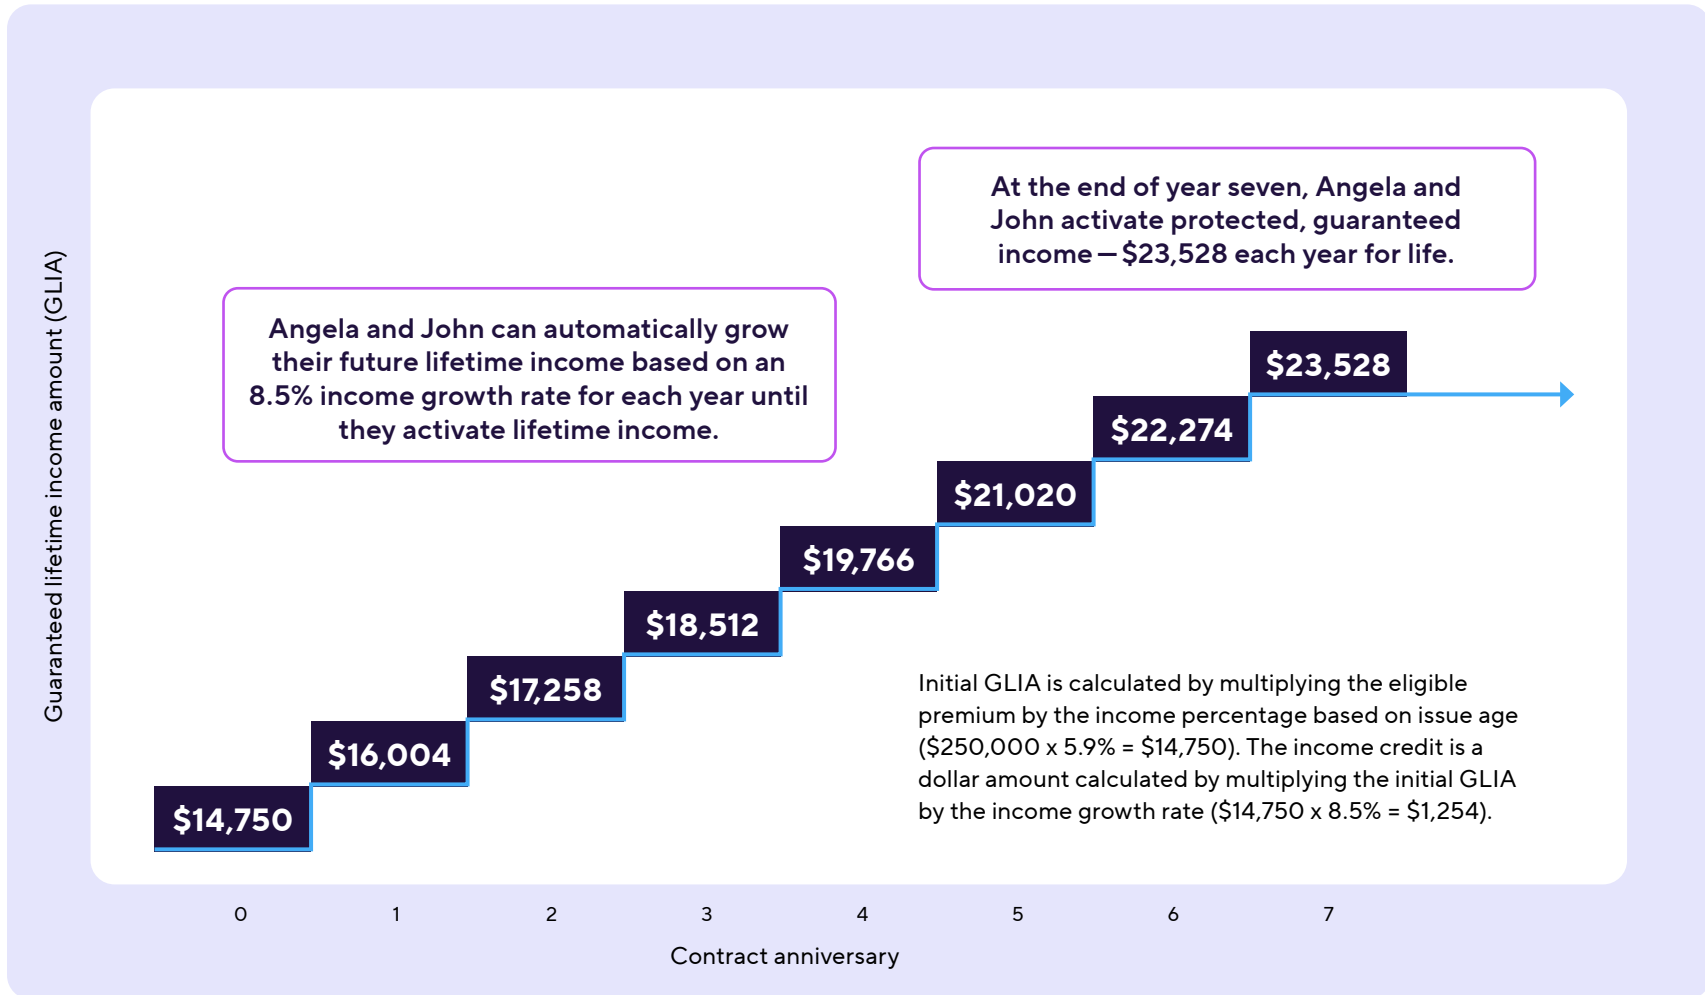 Guaranteed lifetime income amount (GLIA)
At the end of year seven, Angela and
John activate protected, guaranteed
income — $23,528 each year for life.
Angela and John can automatically grow
their future lifetime income based on an
8.5% income growth rate for each year until
they activate lifetime income.
$23,528
$22,274
$21,020
$19,766
$18,512
$17,258
$16,004
$14,750
Initial GLIA is calculated by multiplying the eligible
premium by the income percentage based on issue age
($250,000 x 5.9% = $14,750). The income credit is a
dollar amount calculated by multiplying the initial GLIA
by the income growth rate ($14,750 x 8.5% = $1,254).
0 1 2 3 4 5 6 7
Contract anniversary